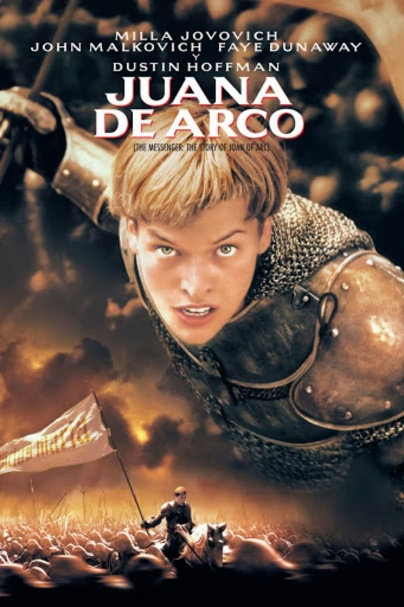 MILLA JOVOVICH
JOHN MALKOVICH FAYE DUNAWAY
Y
DUSTIN HOFFMAN
JUANA
DE ARCO
(THE MESSENGER: THE STORY OF JOAN OF ARC)